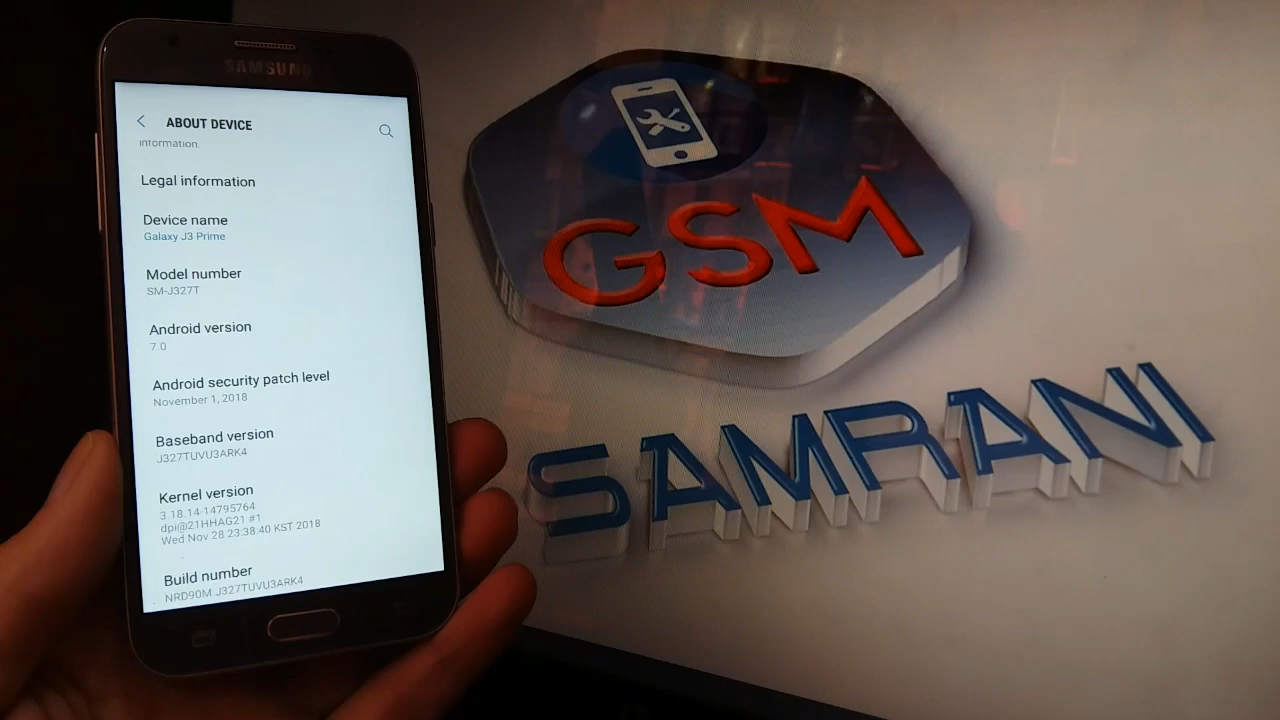 SAMSUNG
ABOUT DEVICE
information.
Legal information
Device name
Galaxy J3 Prime
Model number
SM-J327T
Android version
7.0
Android security patch level
November 1, 2018
Baseband version
J327TUVU3ARK4
Kernel version
3.18.14-14795764
dpi@21HHAG21 #1
Wed Nov 28 23:38:40 KST 2018
Build number
NRD90M.J327TUVU3ARK4
GSM
SAMRANI